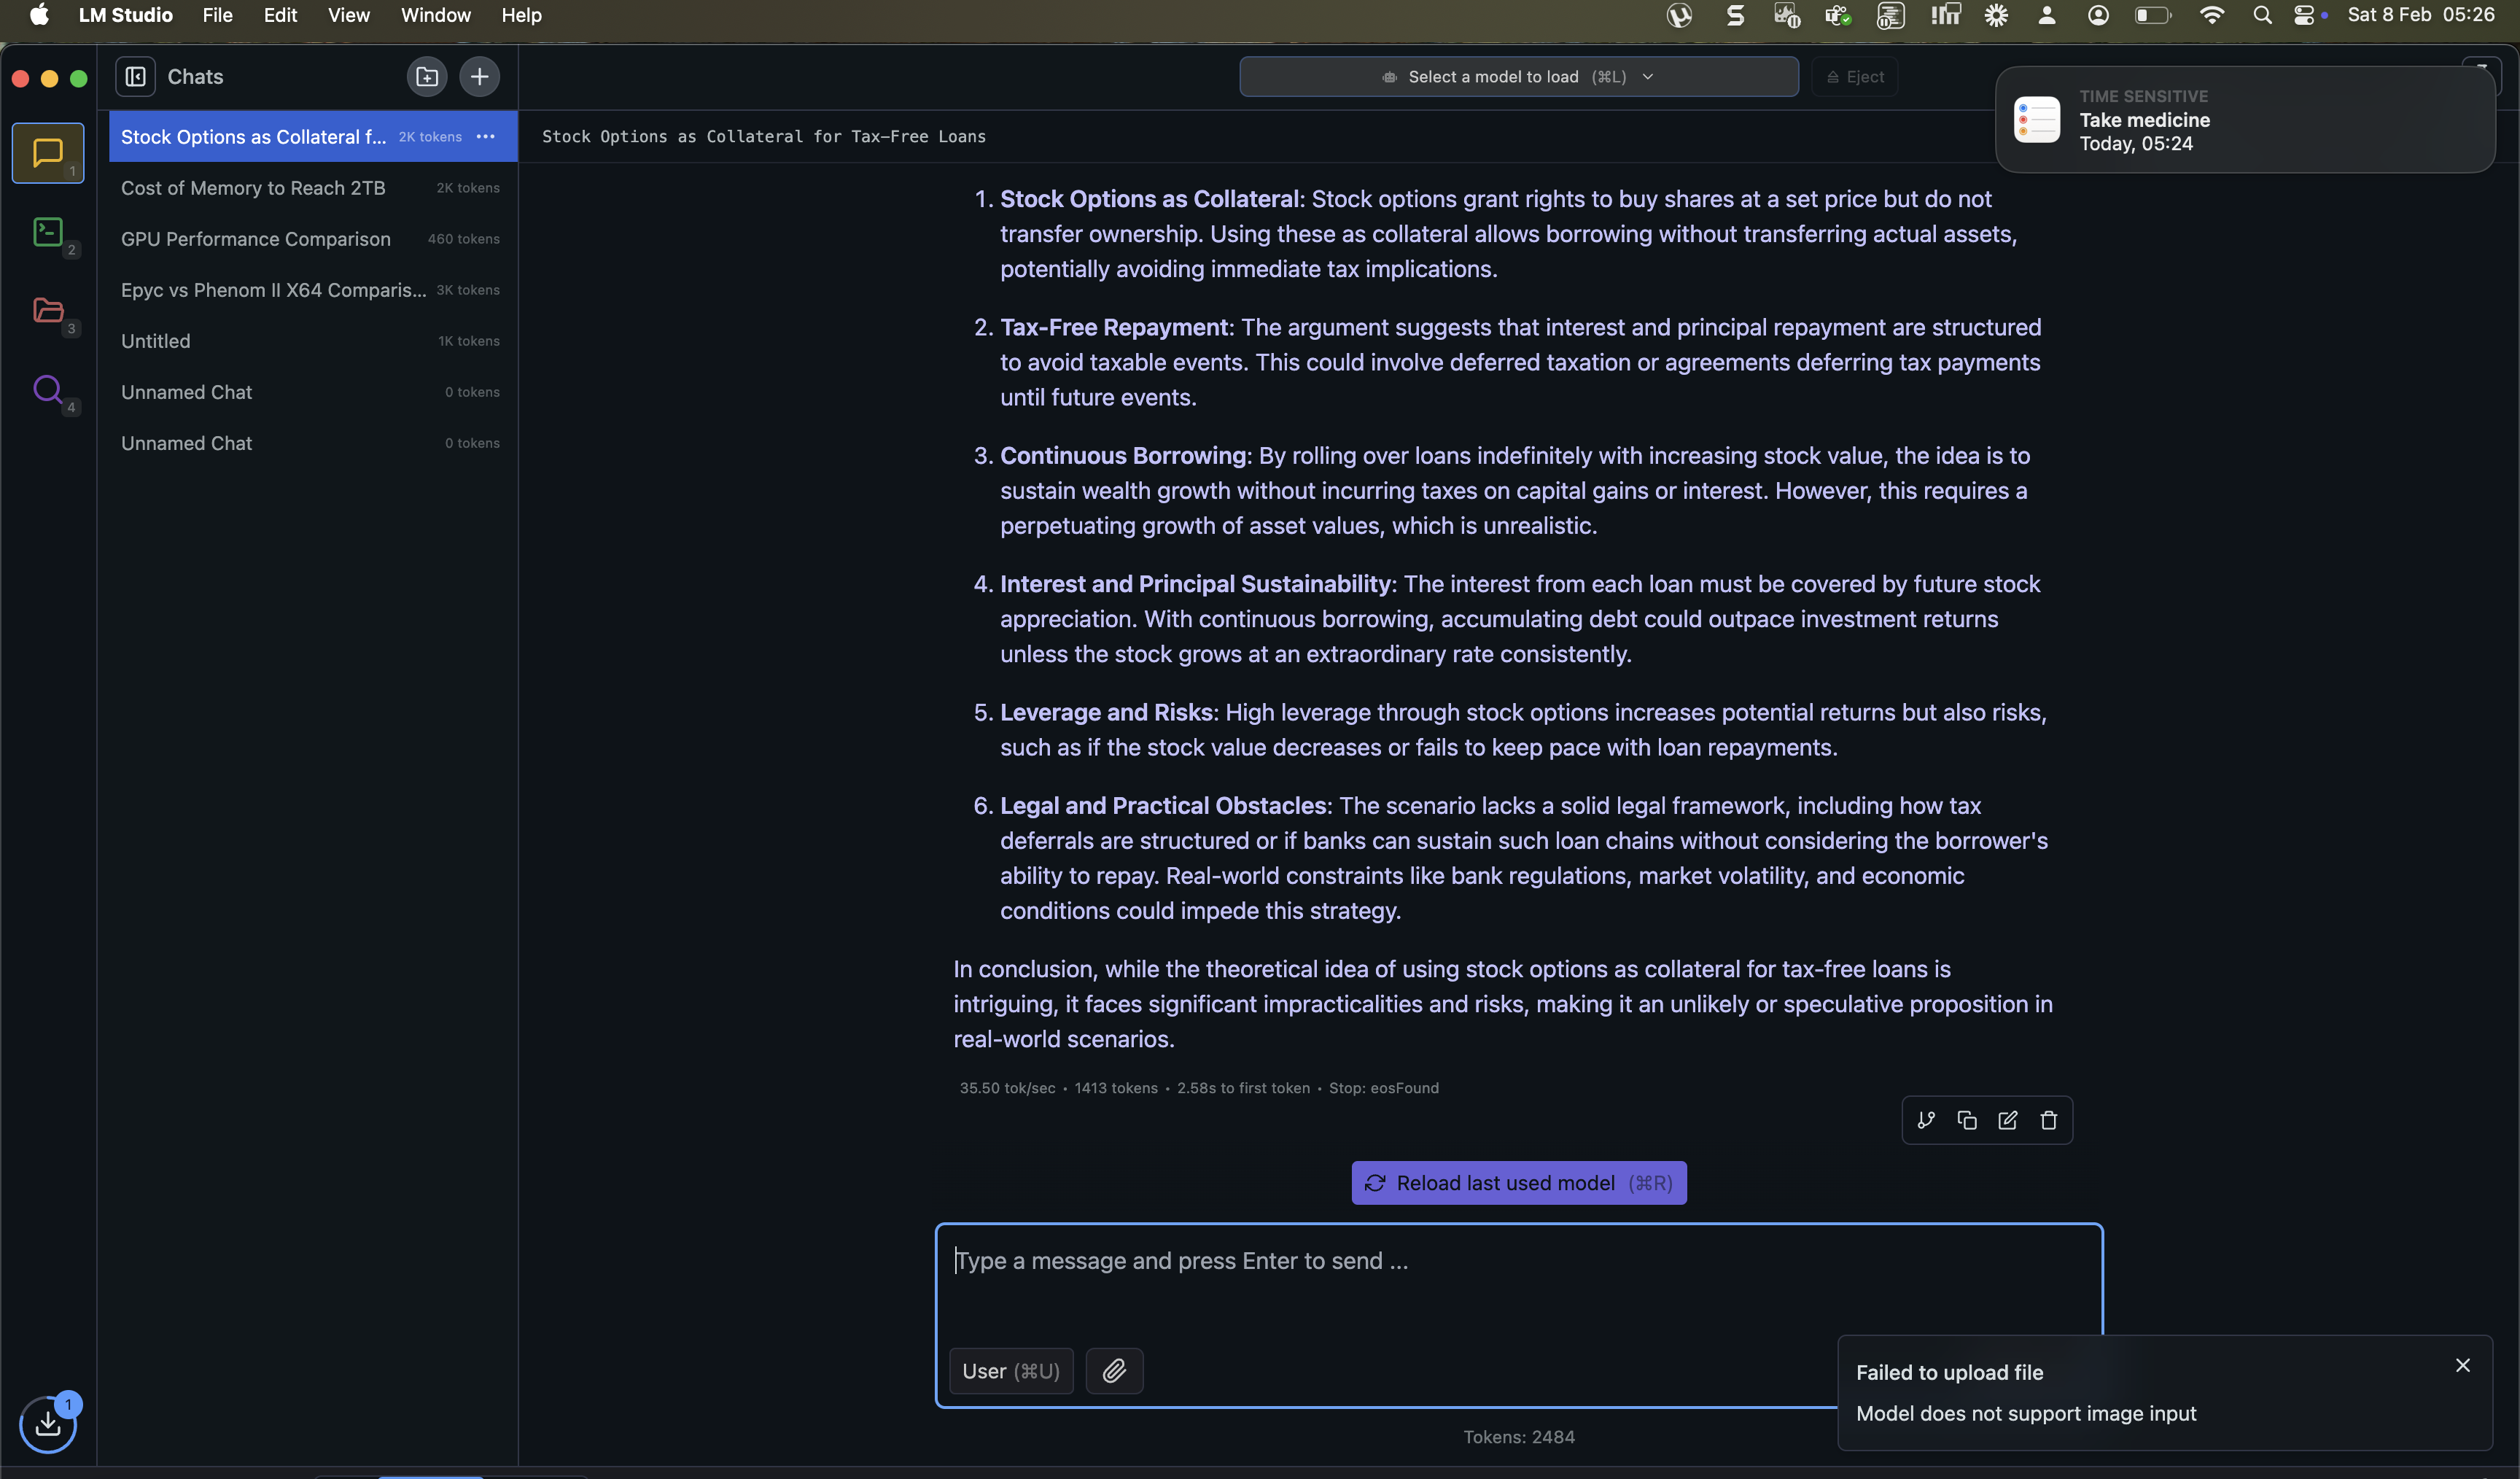 LM Studio File Edit View Window Help
Sat 8 Feb 05:26
Chats
Select a model to load (⌘L)
Eject
TIME SENSITIVE
Take medicine
Today, 05:24
1
2
3
4
Stock Options as Collateral f... 2K tokens
Cost of Memory to Reach 2TB 2K tokens
GPU Performance Comparison 460 tokens
Epyc vs Phenom II X64 Comparis... 3K tokens
Untitled 1K tokens
Unnamed Chat 0 tokens
Unnamed Chat 0 tokens
Stock Options as Collateral for Tax-Free Loans
1. Stock Options as Collateral: Stock options grant rights to buy shares at a set price but do not
transfer ownership. Using these as collateral allows borrowing without transferring actual assets,
potentially avoiding immediate tax implications.
2. Tax-Free Repayment: The argument suggests that interest and principal repayment are structured
to avoid taxable events. This could involve deferred taxation or agreements deferring tax payments
until future events.
3. Continuous Borrowing: By rolling over loans indefinitely with increasing stock value, the idea is to
sustain wealth growth without incurring taxes on capital gains or interest. However, this requires a
perpetuating growth of asset values, which is unrealistic.
4. Interest and Principal Sustainability: The interest from each loan must be covered by future stock
appreciation. With continuous borrowing, accumulating debt could outpace investment returns
unless the stock grows at an extraordinary rate consistently.
5. Leverage and Risks: High leverage through stock options increases potential returns but also risks,
such as if the stock value decreases or fails to keep pace with loan repayments.
6. Legal and Practical Obstacles: The scenario lacks a solid legal framework, including how tax
deferrals are structured or if banks can sustain such loan chains without considering the borrower's
ability to repay. Real-world constraints like bank regulations, market volatility, and economic
conditions could impede this strategy.
In conclusion, while the theoretical idea of using stock options as collateral for tax-free loans is
intriguing, it faces significant impracticalities and risks, making it an unlikely or speculative proposition in
real-world scenarios.
35.50 tok/sec • 1413 tokens • 2.58s to first token • Stop: eosFound
Reload last used model (⌘R)
Type a message and press Enter to send ...
User (⌘U)
Tokens: 2484
Failed to upload file
Model does not support image input
1